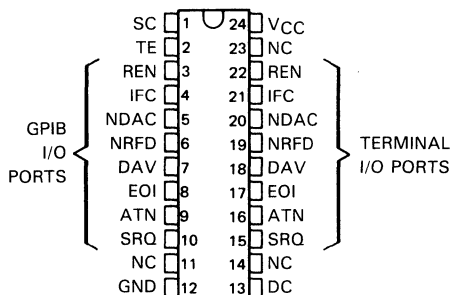 SC 1 24 VCC
TE 2 23 NC
REN 3 22 REN
IFC 4 21 IFC
NDAC 5 20 NDAC
NRFD 6 19 NRFD
DAV 7 18 DAV
EOI 8 17 EOI
ATN 9 16 ATN
SRQ 10 15 SRQ
NC 11 14 NC
GND 12 13 DC
GPIB
I/O
PORTS
TERMINAL
I/O PORTS